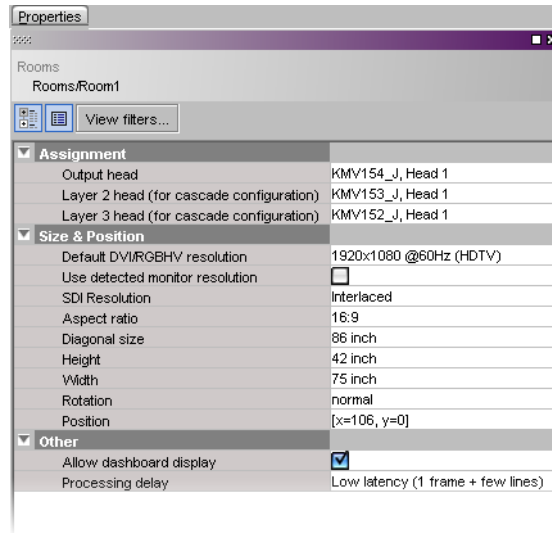 Properties
Rooms
Rooms/Room1
View filters...
Assignment
Output head KMV154_J, Head 1
Layer 2 head (for cascade configuration) KMV153_J, Head 1
Layer 3 head (for cascade configuration) KMV152_J, Head 1
Size & Position
Default DVI/RGBHV resolution 1920x1080 @60Hz (HDTV)
Use detected monitor resolution
SDI Resolution Interlaced
Aspect ratio 16:9
Diagonal size 86 inch
Height 42 inch
Width 75 inch
Rotation normal
Position [x=106, y=0]
Other
Allow dashboard display
Processing delay Low latency (1 frame + few lines)